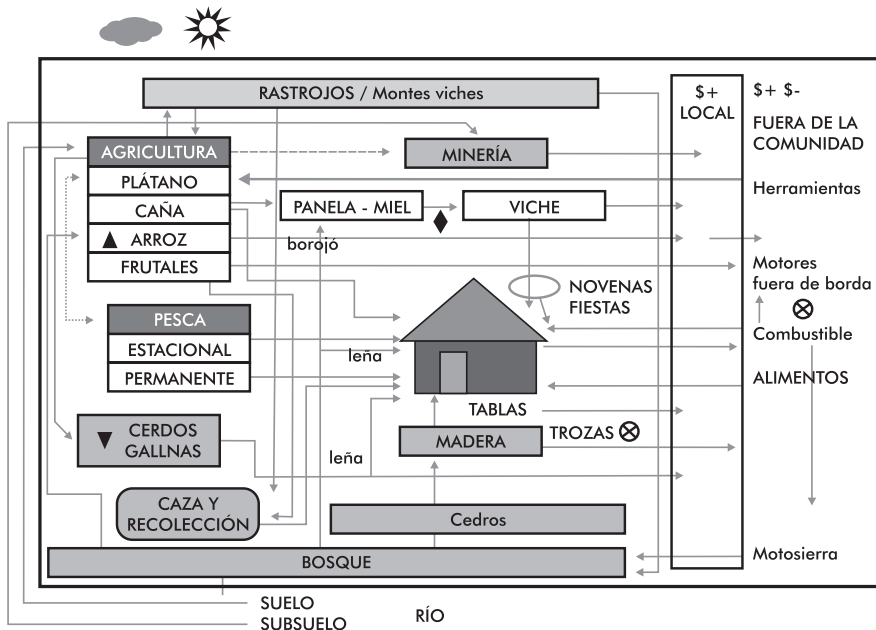 RASTROJOS / Montes viches
$+
LOCAL
$+ $-
FUERA DE LA
COMUNIDAD
AGRICULTURA
MINERÍA
PLÁTANO
Herramientas
CAÑA
PANELA - MIEL
VICHE
ARROZ
borojó
FRUTALES
Motores
fuera de borda
NOVENAS
FIESTAS
PESCA
Combustible
ESTACIONAL
leña
PERMANENTE
ALIMENTOS
TABLAS
CERDOS
GALLNAS
MADERA
TROZAS
leña
CAZA Y
RECOLECCIÓN
Cedros
BOSQUE
Motosierra
SUELO
SUBSUELO
RÍO